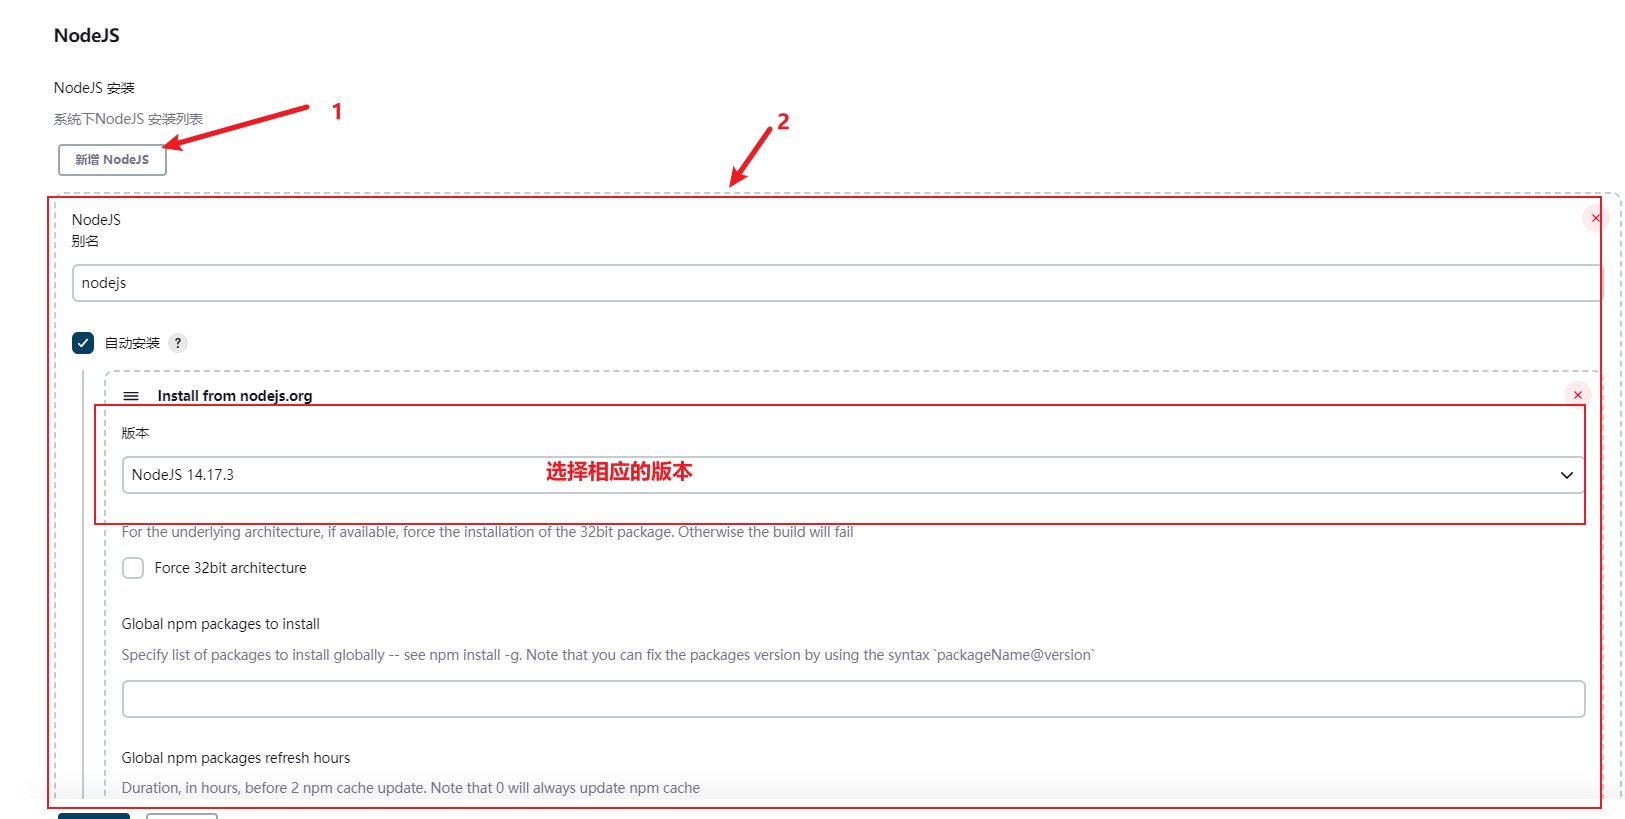 NodeJS
NodeJS 安装
系统下NodeJS 安装列表
1
新增 NodeJS
2
NodeJS
别名
nodejs
自动安装 ?
Install from nodejs.org
版本
NodeJS 14.17.3
选择相应的版本
For the underlying architecture, if available, force the installation of the 32bit package. Otherwise the build will fail
Force 32bit architecture
Global npm packages to install
Specify list of packages to install globally -- see npm install -g. Note that you can fix the packages version by using the syntax `packageName@version`
Global npm packages refresh hours
Duration, in hours, before 2 npm cache update. Note that 0 will always update npm cache